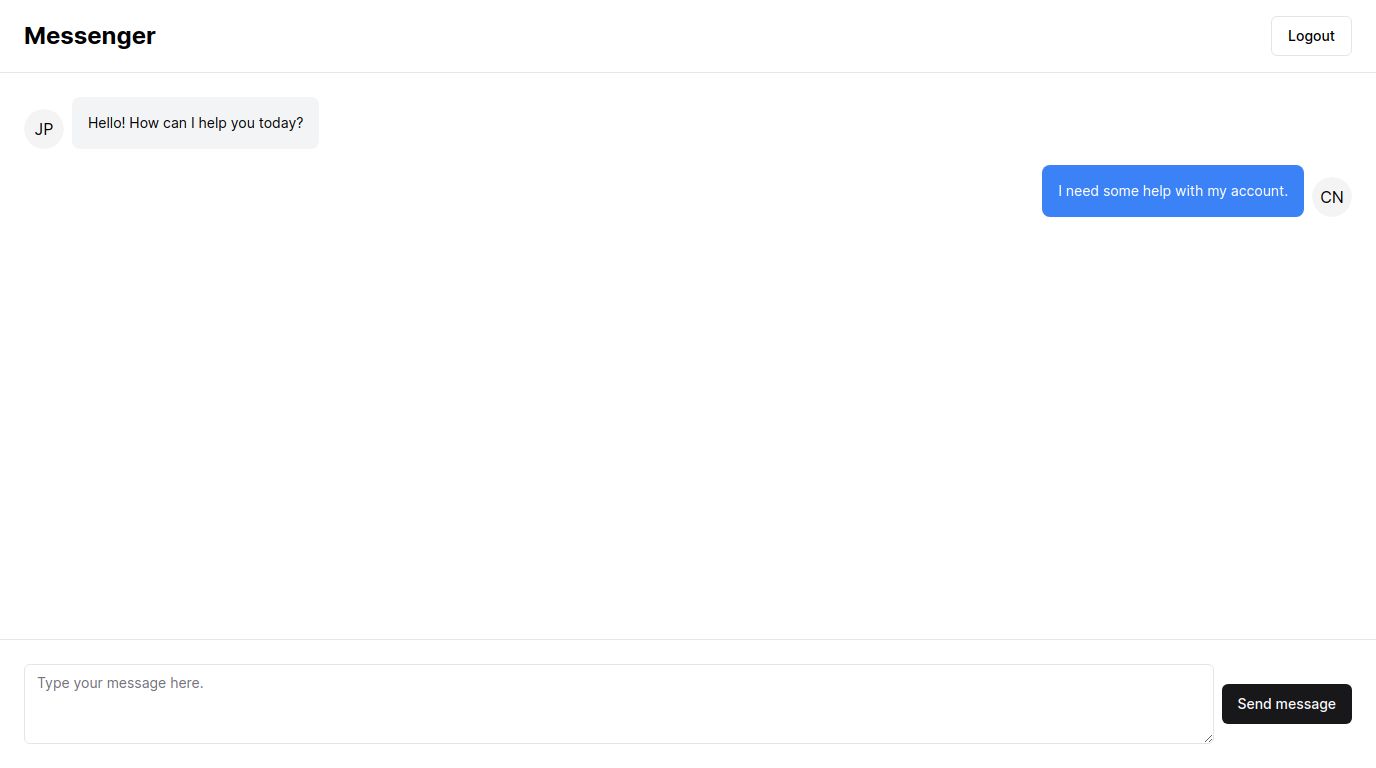 Messenger
Logout
JP
Hello! How can I help you today?
I need some help with my account.
CN
Type your message here.
Send message